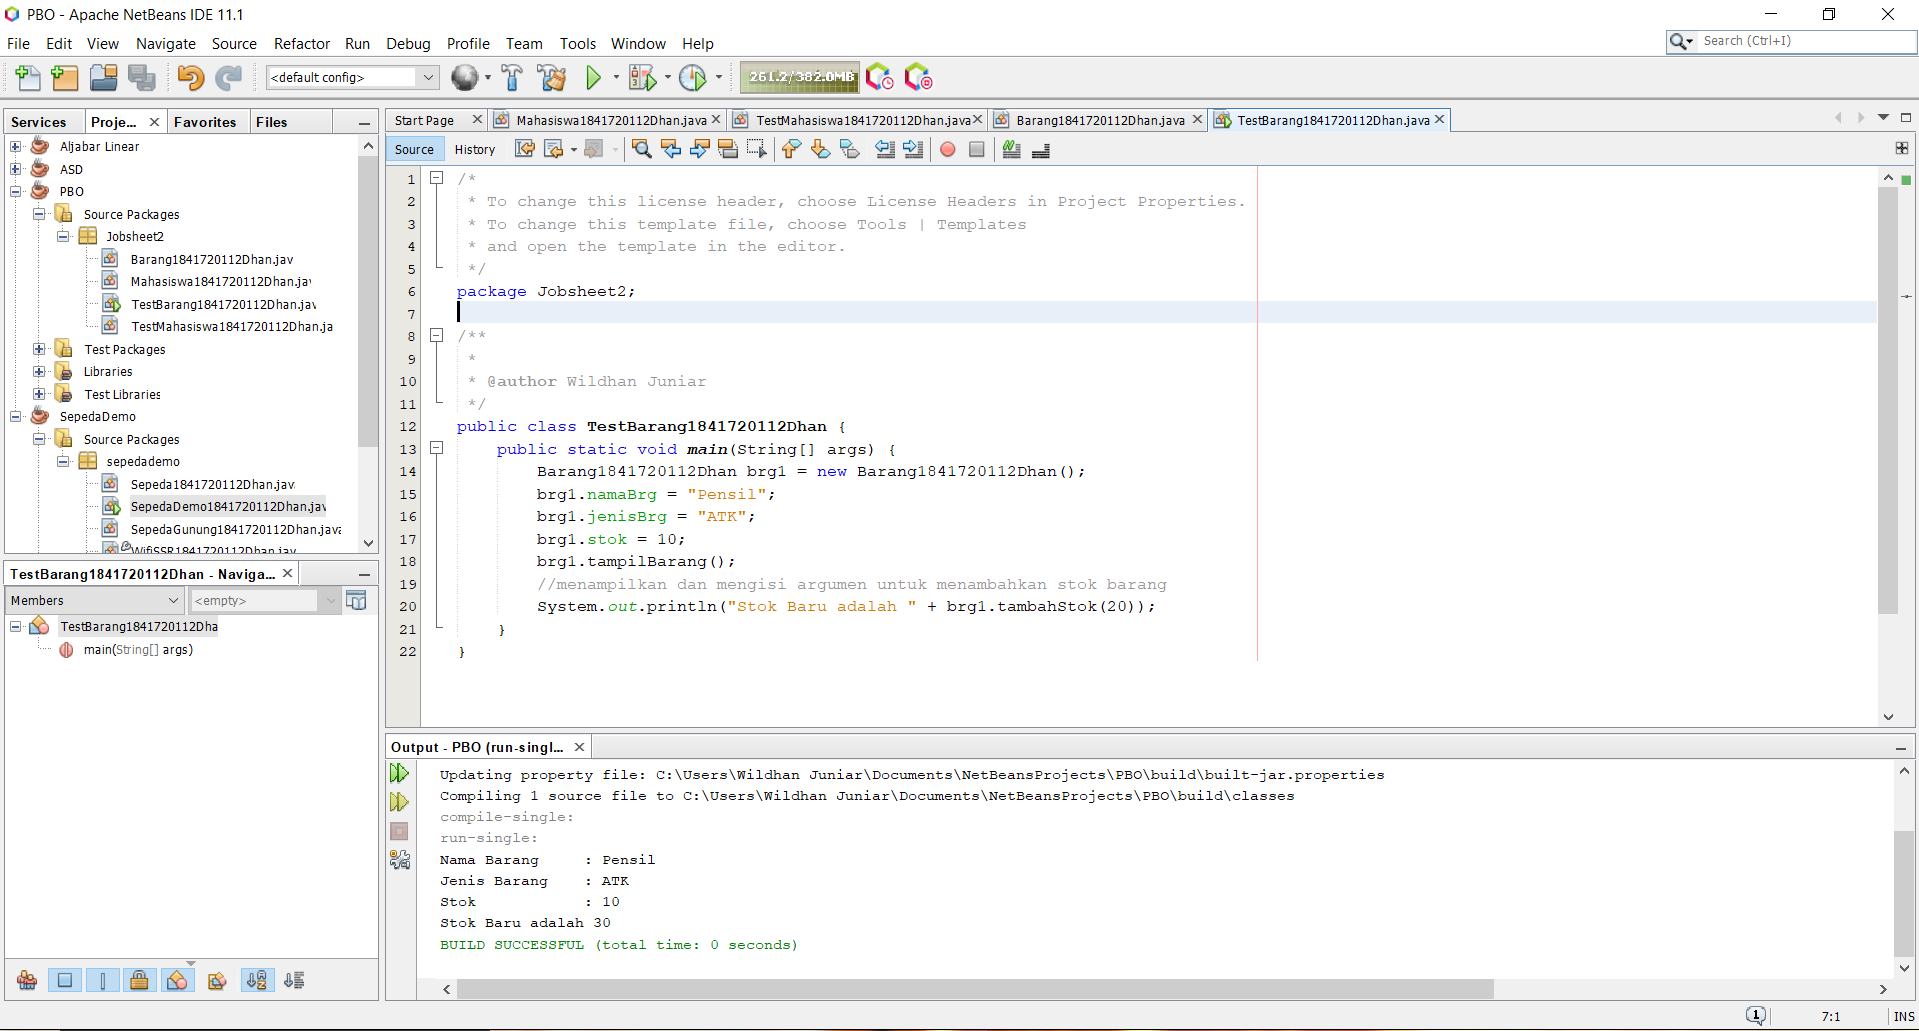 PBO - Apache NetBeans IDE 11.1
File Edit View Navigate Source Refactor Run Debug Profile Team Tools Window Help
Search (Ctrl+I)
<default config>
261.2/382.0MB
Services Proje... Favorites Files
Aljabar Linear
ASD
PBO
Source Packages
Jobsheet2
Barang1841720112Dhan.jav
Mahasiswa1841720112Dhan.jav
TestBarang1841720112Dhan.jav
TestMahasiswa1841720112Dhan.ja
Test Packages
Libraries
Test Libraries
SepedaDemo
Source Packages
sepedademo
Sepeda1841720112Dhan.jav
SepedaDemo1841720112Dhan.jav
SepedaGunung1841720112Dhan.java
WifiSSR1841720112Dhan.jav
TestBarang1841720112Dhan - Naviga...
Members <empty>
TestBarang1841720112Dha
main(String[] args)
Start Page Mahasiswa1841720112Dhan.java TestMahasiswa1841720112Dhan.java Barang1841720112Dhan.java TestBarang1841720112Dhan.java
Source History
1 /*
2 * To change this license header, choose License Headers in Project Properties.
3 * To change this template file, choose Tools | Templates
4 * and open the template in the editor.
5 */
6 package Jobsheet2;
7
8 /**
9 *
10 * @author Wildhan Juniar
11 */
12 public class TestBarang1841720112Dhan {
13 public static void main(String[] args) {
14 Barang1841720112Dhan brg1 = new Barang1841720112Dhan();
15 brg1.namaBrg = "Pensil";
16 brg1.jenisBrg = "ATK";
17 brg1.stok = 10;
18 brg1.tampilBarang();
19 //menampilkan dan mengisi argumen untuk menambahkan stok barang
20 System.out.println("Stok Baru adalah " + brg1.tambahStok(20));
21 }
22 }
Output - PBO (run-singl...
Updating property file: C:\Users\Wildhan Juniar\Documents\NetBeansProjects\PBO\build\built-jar.properties
Compiling 1 source file to C:\Users\Wildhan Juniar\Documents\NetBeansProjects\PBO\build\classes
compile-single:
run-single:
Nama Barang : Pensil
Jenis Barang : ATK
Stok : 10
Stok Baru adalah 30
BUILD SUCCESSFUL (total time: 0 seconds)
1 7:1 INS